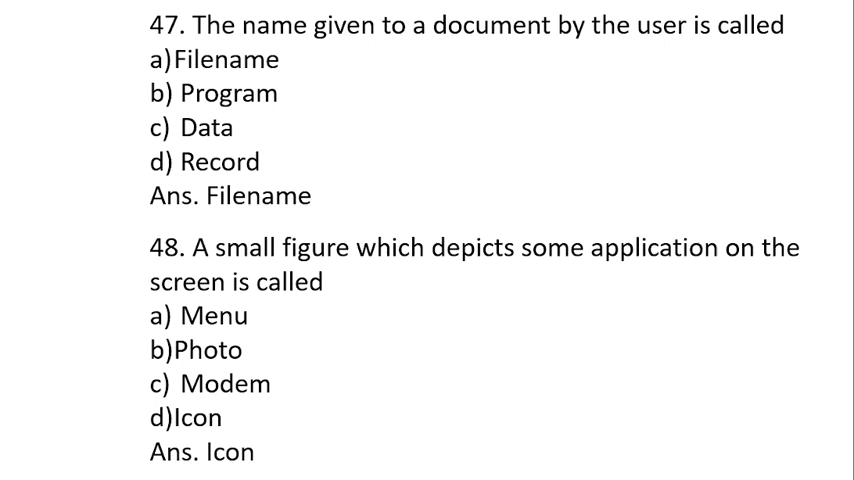 47. The name given to a document by the user is called
a)Filename
b) Program
c) Data
d) Record
Ans. Filename
48. A small figure which depicts some application on the
screen is called
a) Menu
b)Photo
c) Modem
d)Icon
Ans. Icon